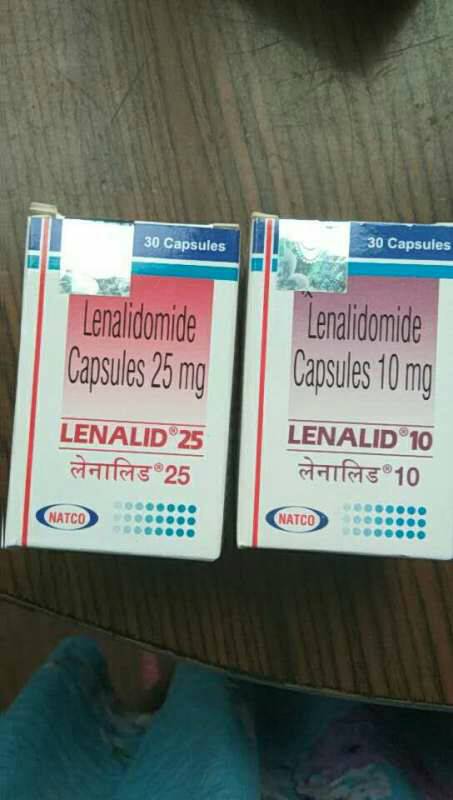 30 Capsules
Lenalidomide
Capsules 25 mg
LENALID®25
लेनालिड®25
NATCO
30 Capsules
Lenalidomide
Capsules 10 mg
LENALID®10
लेनालिड®10
NATCO